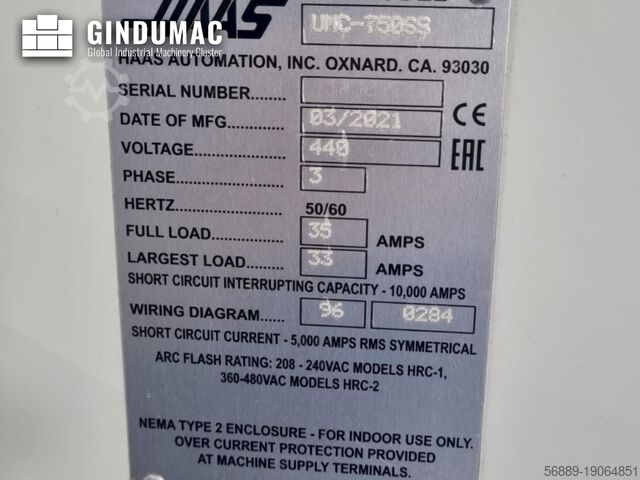 HAAS
UMC-750SS
GINDUMAC
Global Industrial Machinery Cluster
HAAS AUTOMATION, INC. OXNARD. CA. 93030
SERIAL NUMBER....
DATE OF MFG.... 03/2021 CE
VOLTAGE........ 440 EAC
PHASE.......... 3
HERTZ.......... 50/60
FULL LOAD...... 35 AMPS
LARGEST LOAD.... 33 AMPS
SHORT CIRCUIT INTERRUPTING CAPACITY - 10,000 AMPS
WIRING DIAGRAM...... 96 0284
SHORT CIRCUIT CURRENT - 5,000 AMPS RMS SYMMETRICAL
ARC FLASH RATING: 208 - 240VAC MODELS HRC-1,
360-480VAC MODELS HRC-2
NEMA TYPE 2 ENCLOSURE - FOR INDOOR USE ONLY.
OVER CURRENT PROTECTION PROVIDED
AT MACHINE SUPPLY TERMINALS.
56889-19064851